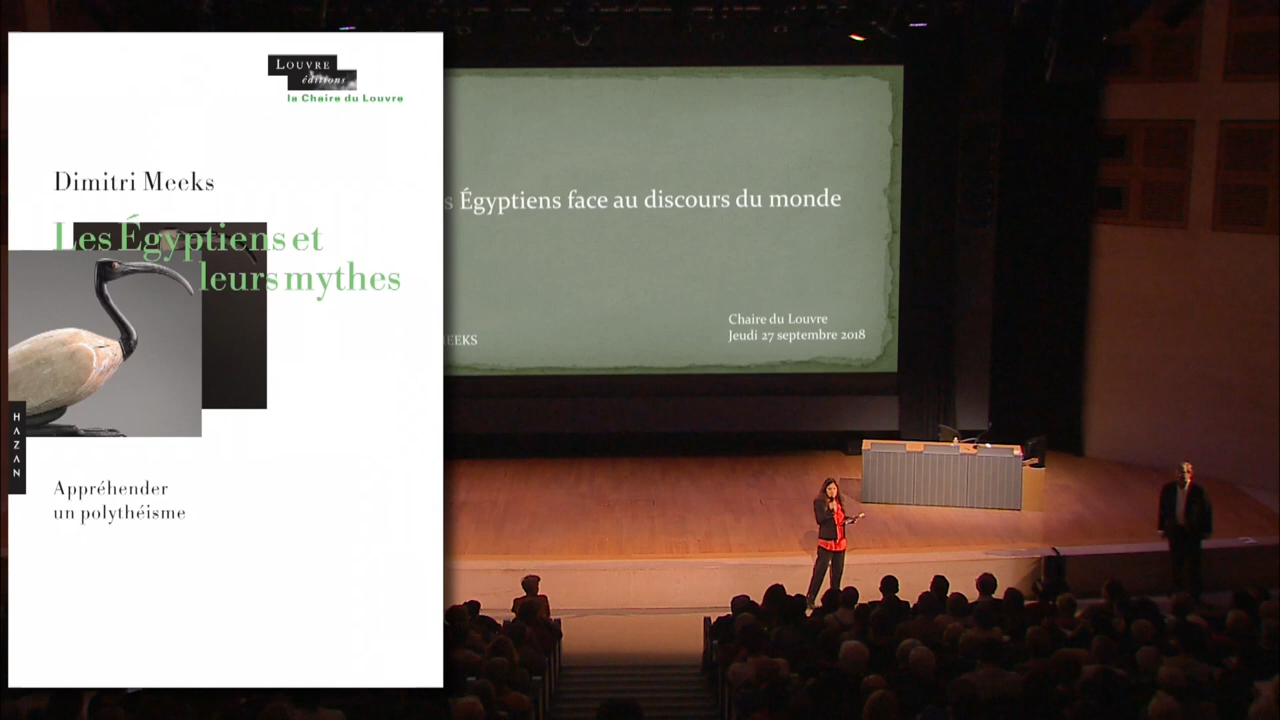 LOUVRE
éditions
la Chaire du Louvre
Dimitri Meeks
Les Égyptiens et
leurs mythes
HAZAN
Appréhender
un polythéisme
Égyptiens face au discours du monde
Chaire du Louvre
Jeudi 27 septembre 2018